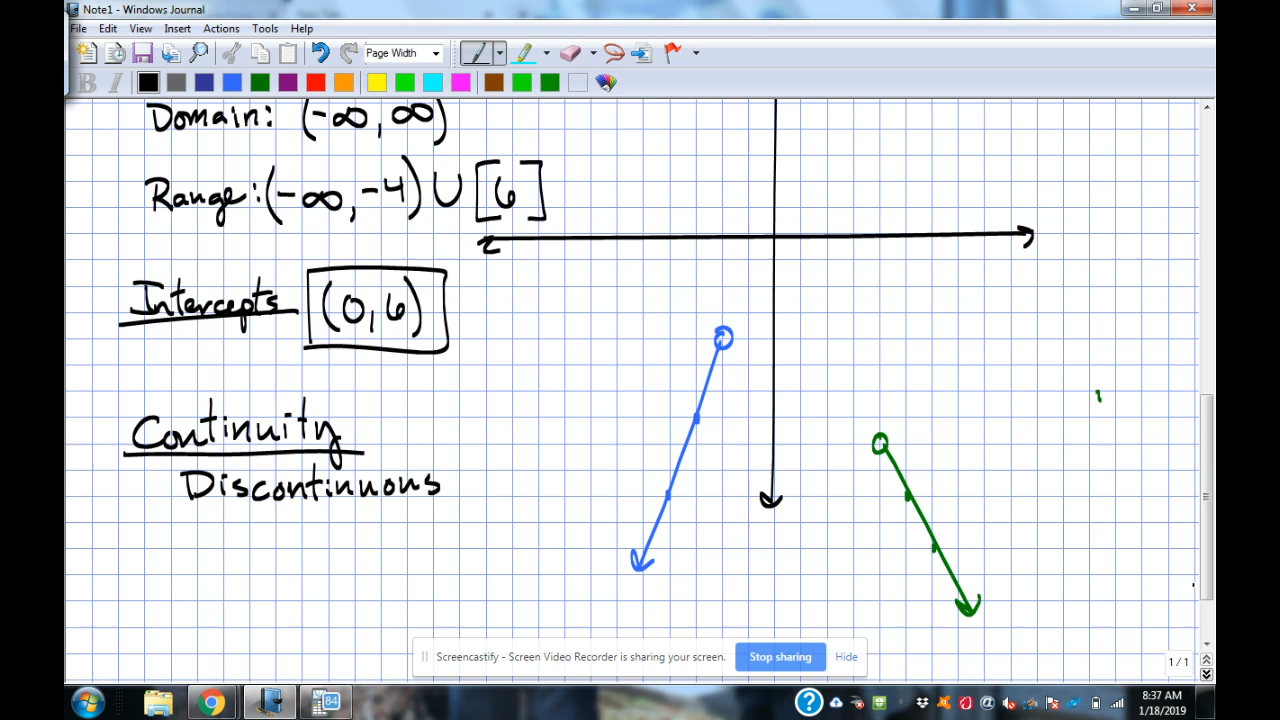 Note1 - Windows Journal
File Edit View Insert Actions Tools Help
Page Width
B I
Domain: (-∞, ∞)
Range: (-∞, -4) ∪ [6]
Intercepts (0, 6)
Continuity
Discontinuous
Screencastify - Screen Video Recorder is sharing your screen. Stop sharing Hide
1 / 1
84
8:37 AM
1/18/2019